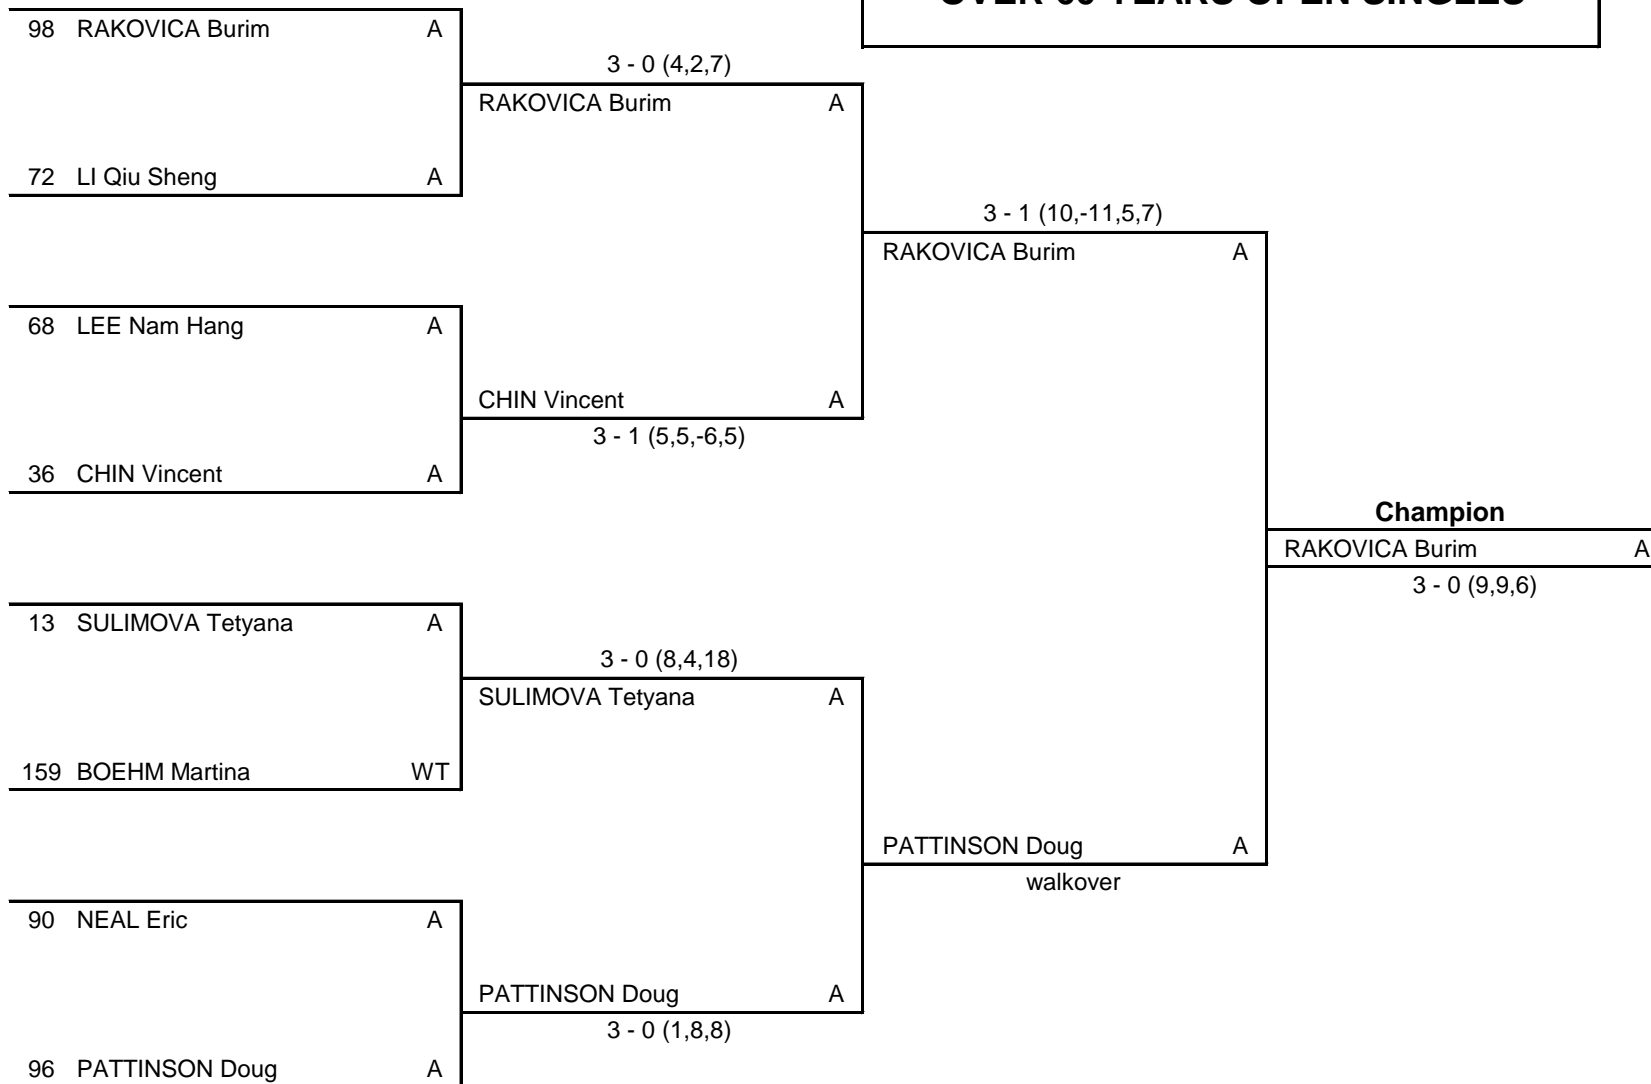 98 RAKOVICA Burim A
3 - 0 (4,2,7)
RAKOVICA Burim A
72 LI Qiu Sheng A
3 - 1 (10,-11,5,7)
RAKOVICA Burim A
68 LEE Nam Hang A
CHIN Vincent A
3 - 1 (5,5,-6,5)
36 CHIN Vincent A
Champion
RAKOVICA Burim A
3 - 0 (9,9,6)
13 SULIMOVA Tetyana A
3 - 0 (8,4,18)
SULIMOVA Tetyana A
159 BOEHM Martina WT
PATTINSON Doug A
walkover
90 NEAL Eric A
PATTINSON Doug A
3 - 0 (1,8,8)
96 PATTINSON Doug A